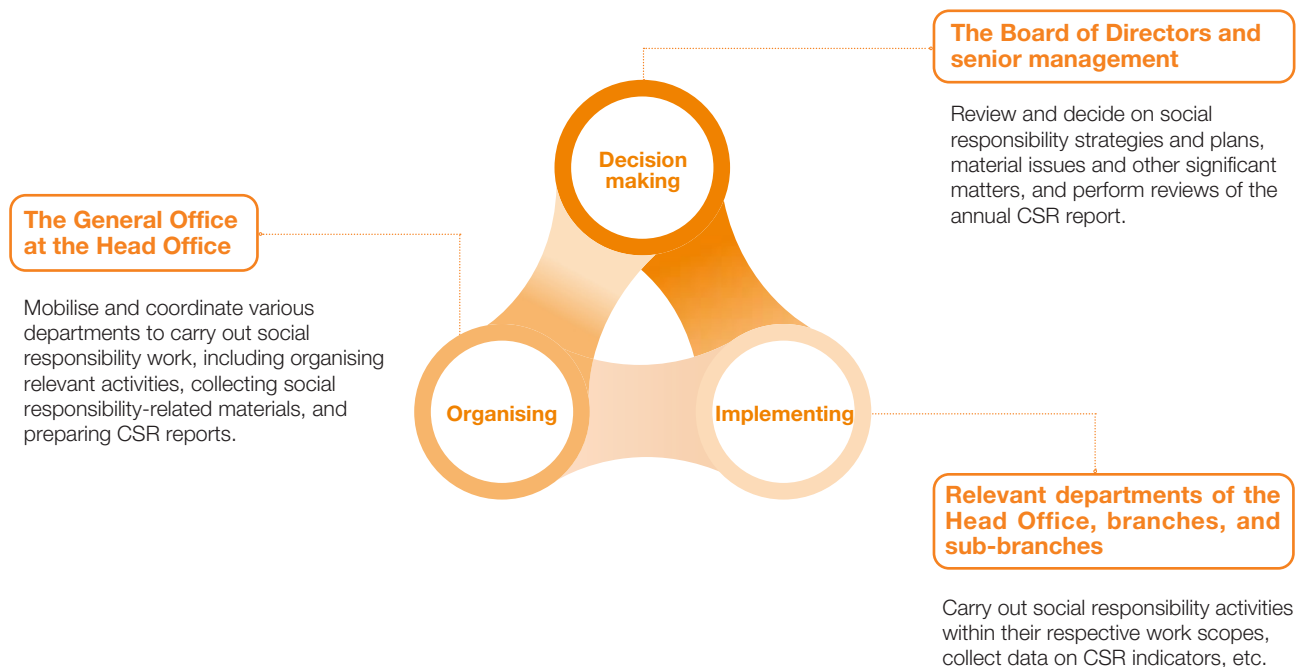 The Board of Directors and
senior management
Review and decide on social
responsibility strategies and plans,
material issues and other significant
matters, and perform reviews of the
annual CSR report.
Decision
making
The General Office
at the Head Office
Mobilise and coordinate various
departments to carry out social
responsibility work, including organising
relevant activities, collecting social
responsibility-related materials, and
preparing CSR reports.
Organising
Implementing
Relevant departments of the
Head Office, branches, and
sub-branches
Carry out social responsibility activities
within their respective work scopes,
collect data on CSR indicators, etc.